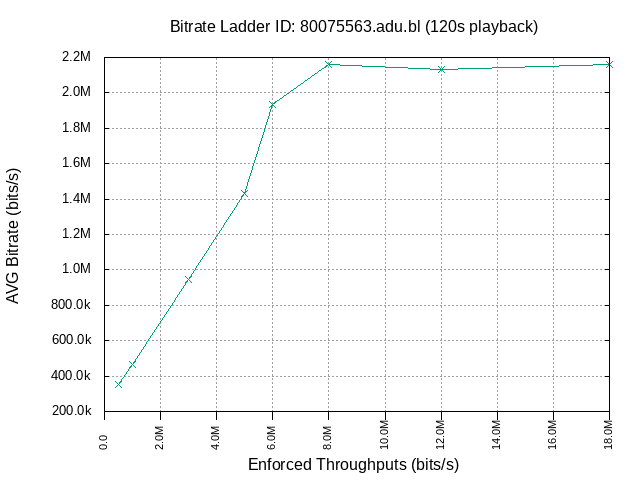 Bitrate Ladder ID: 80075563.adu.bl (120s playback)
2.2M
2.0M
1.8M
1.6M
1.4M
1.2M
1.0M
800.0k
600.0k
400.0k
200.0k
AVG Bitrate (bits/s)
0.0
2.0M
4.0M
6.0M
8.0M
10.0M
12.0M
14.0M
16.0M
18.0M
Enforced Throughputs (bits/s)